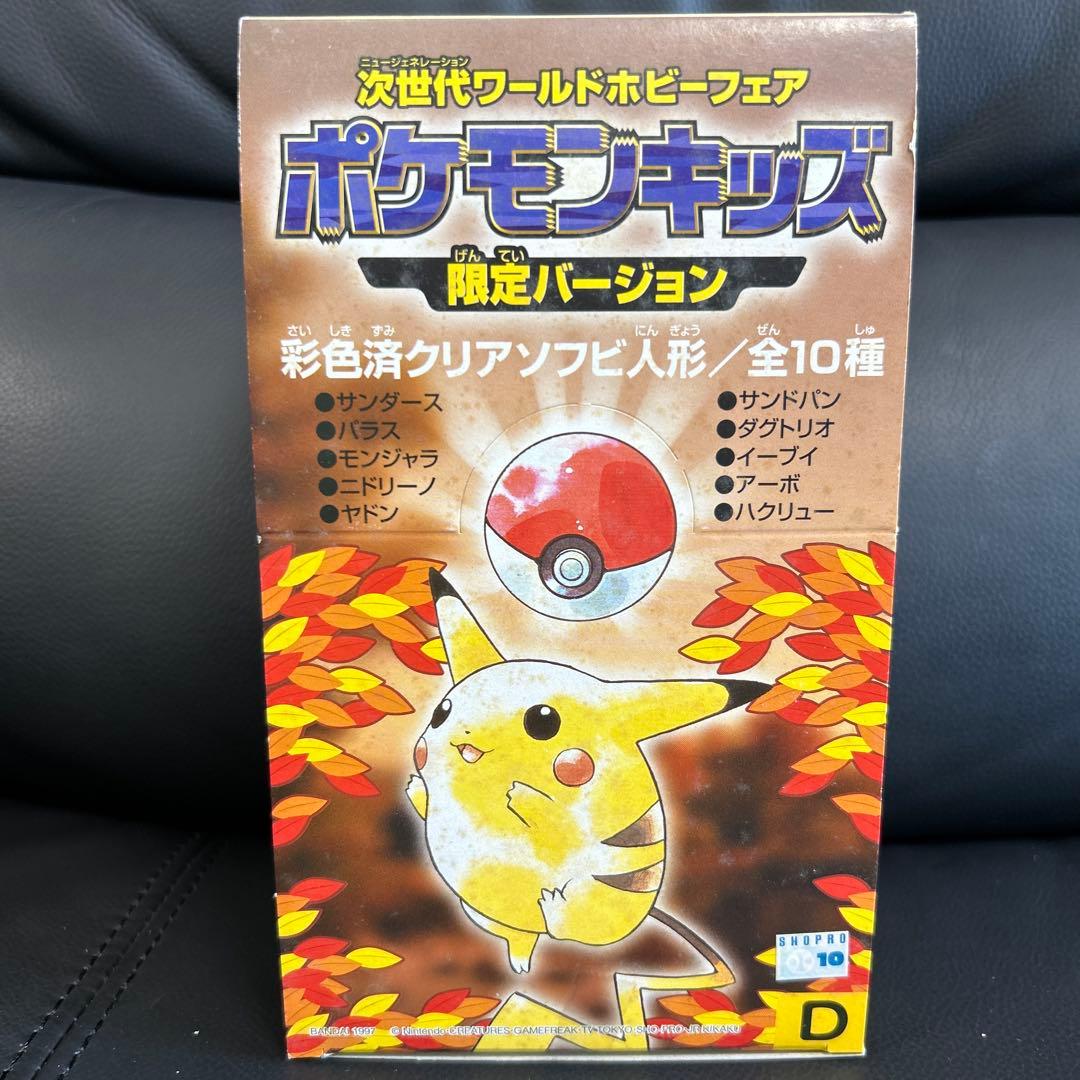 ニュージェネレーション
次世代ワールドホビーフェア
ポケモンキッズ
げんてい
限定バージョン
さいしきずみ にんぎょう ぜん しゅ
彩色済クリアソフビ人形／全10種
●サンダース
●パラス
●モンジャラ
●ニドリーノ
●ヤドン
●サンドパン
●ダグトリオ
●イーブイ
●アーボ
●ハクリュー
SHOPRO
10
D
BANDAI 1997 © Nintendo・CREATURES・GAMEFREAK・TV TOKYO・SHO-PRO・JR KIKAKU